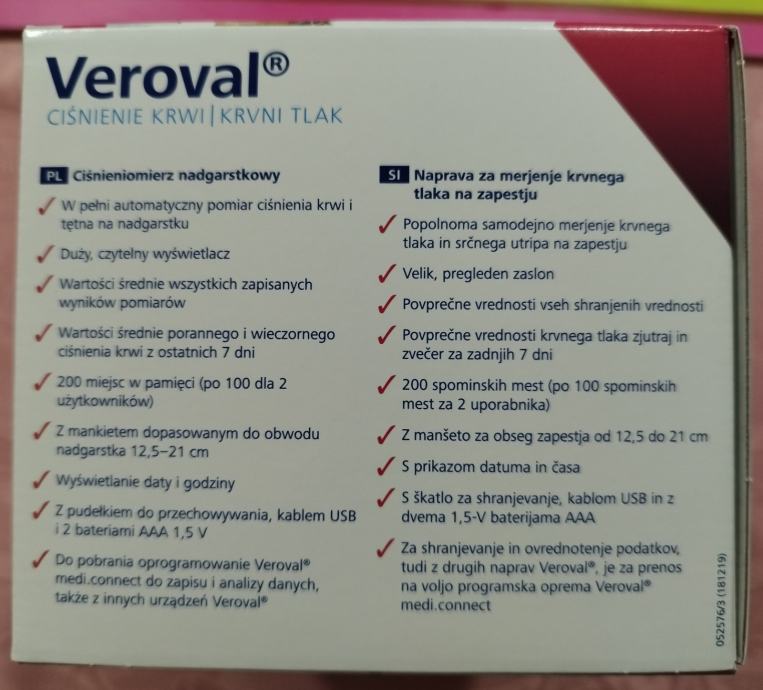 Veroval®
CIŚNIENIE KRWI|KRVNI TLAK
PL Ciśnieniomierz nadgarstkowy
✓ W pełni automatyczny pomiar ciśnienia krwi i
tętna na nadgarstku
✓ Duży, czytelny wyświetlacz
✓ Wartości średnie wszystkich zapisanych
wyników pomiarów
✓ Wartości średnie porannego i wieczornego
ciśnienia krwi z ostatnich 7 dni
✓ 200 miejsc w pamięci (po 100 dla 2
użytkowników)
✓ Z mankietem dopasowanym do obwodu
nadgarstka 12,5–21 cm
✓ Wyświetlanie daty i godziny
✓ Z pudełkiem do przechowywania, kablem USB
i 2 bateriami AAA 1,5 V
✓ Do pobrania oprogramowanie Veroval®
medi.connect do zapisu i analizy danych,
także z innych urządzeń Veroval®
SI Naprava za merjenje krvnega
tlaka na zapestju
✓ Popolnoma samodejno merjenje krvnega
tlaka in srčnega utripa na zapestju
✓ Velik, pregleden zaslon
✓ Povprečne vrednosti vseh shranjenih vrednosti
✓ Povprečne vrednosti krvnega tlaka zjutraj in
zvečer za zadnjih 7 dni
✓ 200 spominskih mest (po 100 spominskih
mest za 2 uporabnika)
✓ Z manšeto za obseg zapestja od 12,5 do 21 cm
✓ S prikazom datuma in časa
✓ S škatlo za shranjevanje, kablom USB in z
dvema 1,5-V baterijama AAA
✓ Za shranjevanje in ovrednotenje podatkov,
tudi z drugih naprav Veroval®, je za prenos
na voljo programska oprema Veroval®
medi.connect
052576/3 (181219)